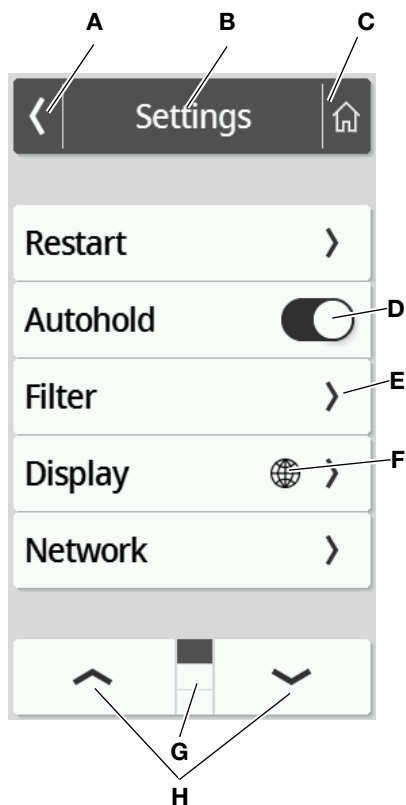 A B C
Settings
Restart
Autohold
D
Filter
E
Display
F
Network
G
H